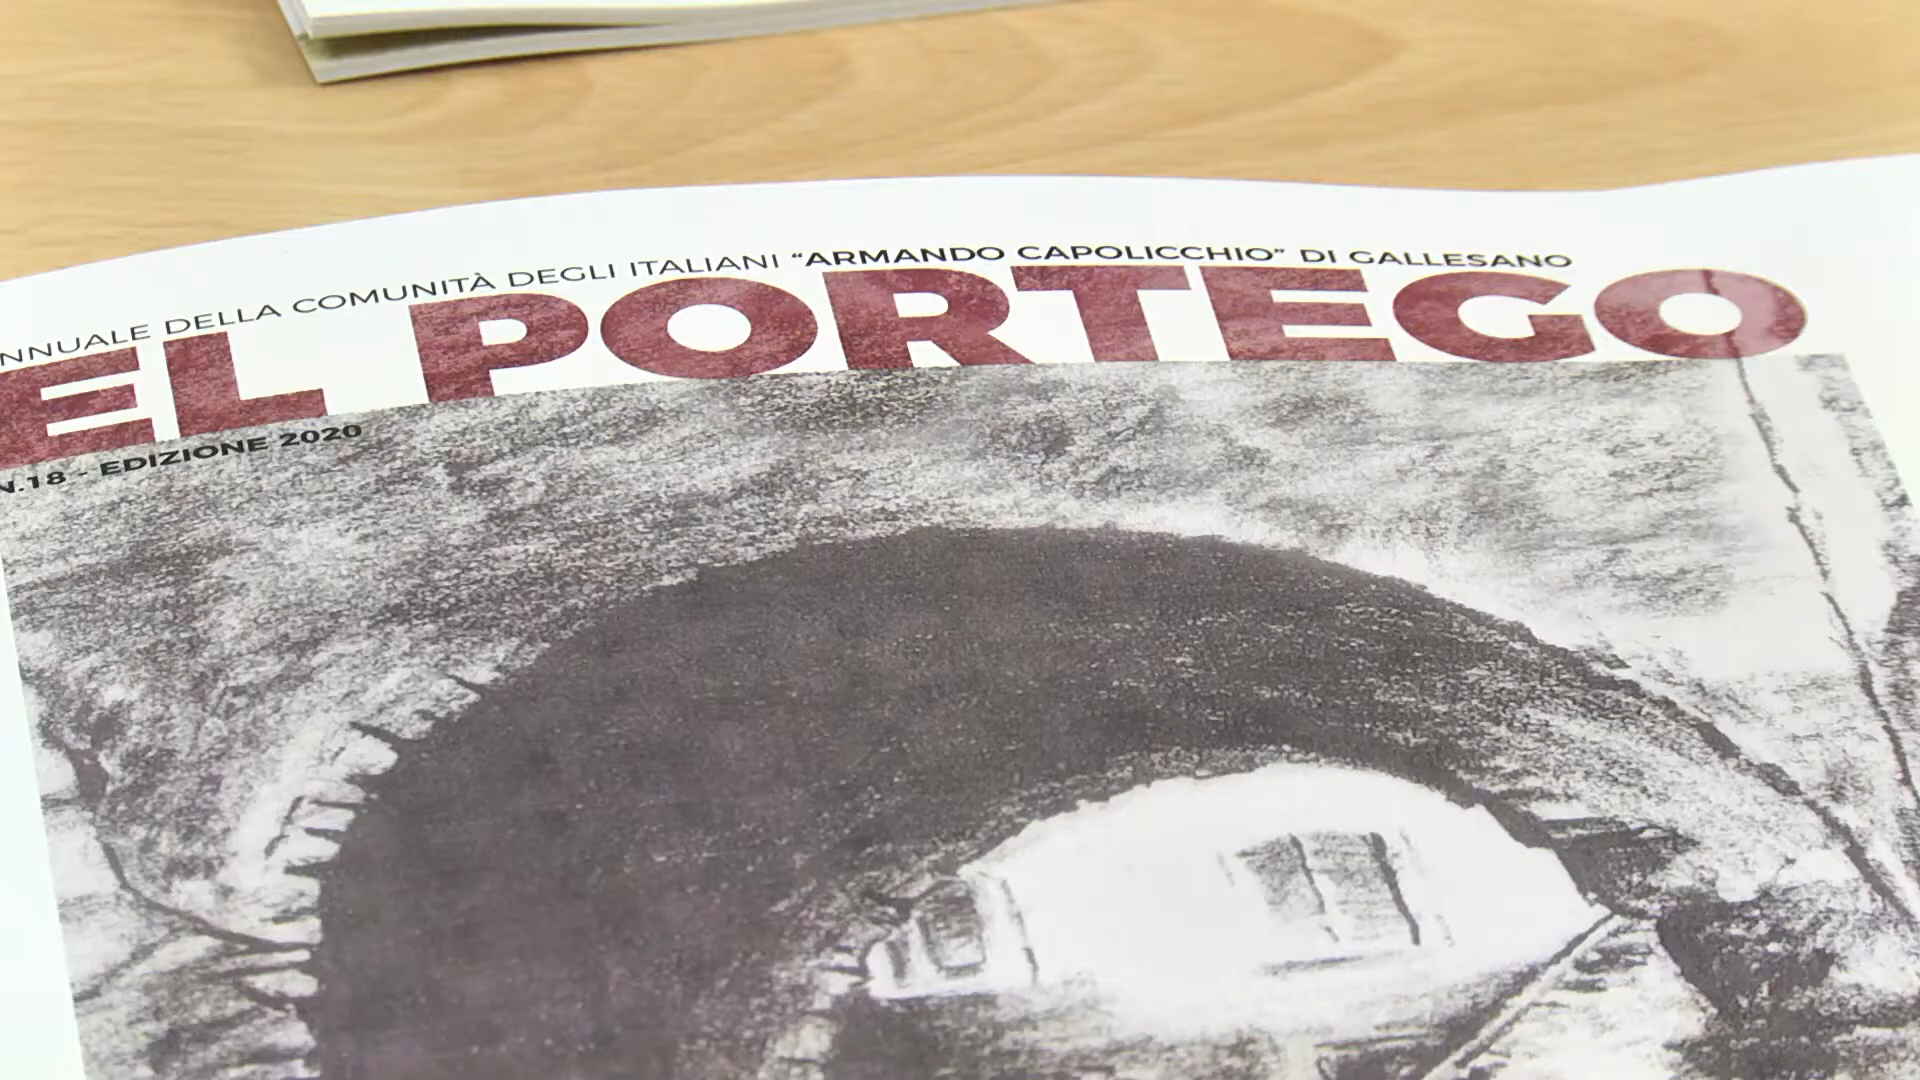 NNUALE DELLA COMUNITÀ DEGLI ITALIANI “ARMANDO CAPOLICCHIO” DI GALLESANO
EL PORTEGO
N.18 - EDIZIONE 2020